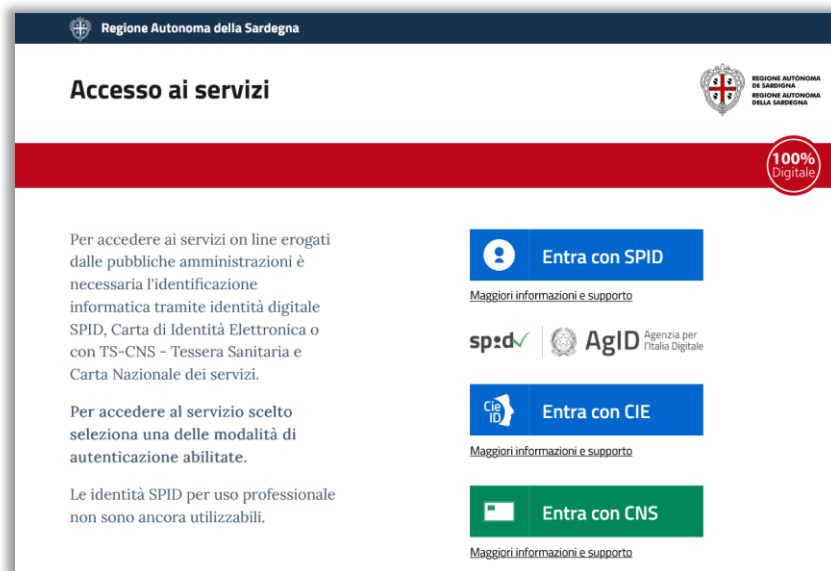 Regione Autonoma della Sardegna
Accesso ai servizi
REGIONE AUTÒNOMA
DE SARDIGNA
REGIONE AUTONOMA
DELLA SARDEGNA
100%
Digitale
Per accedere ai servizi on line erogati
dalle pubbliche amministrazioni è
necessaria l'identificazione
informatica tramite identità digitale
SPID, Carta di Identità Elettronica o
con TS-CNS - Tessera Sanitaria e
Carta Nazionale dei servizi.
Per accedere al servizio scelto
seleziona una delle modalità di
autenticazione abilitate.
Le identità SPID per uso professionale
non sono ancora utilizzabili.
Entra con SPID
Maggiori informazioni e supporto
sp:d
AgID Agenzia per
l'Italia Digitale
Cie
ID
Entra con CIE
Maggiori informazioni e supporto
Entra con CNS
Maggiori informazioni e supporto